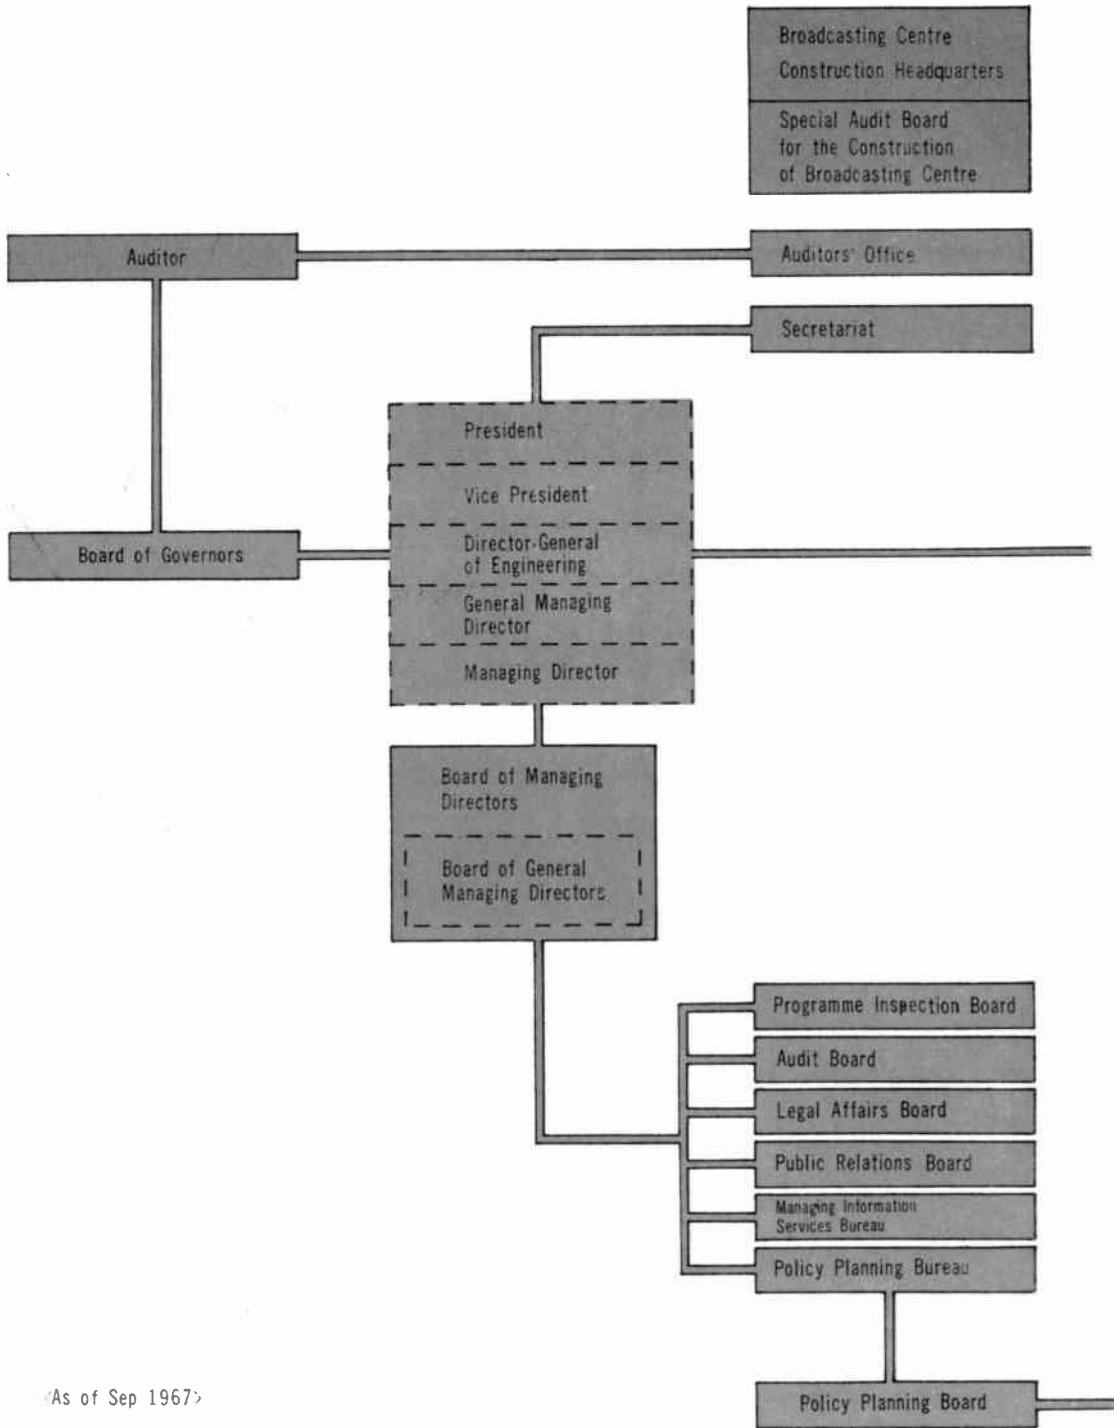 Broadcasting Centre
Construction Headquarters
Special Audit Board
for the Construction
of Broadcasting Centre
Auditor
Auditors' Office
Secretariat
President
Vice President
Board of Governors
Director-General
of Engineering
General Managing
Director
Managing Director
Board of Managing
Directors
Board of General
Managing Directors
Programme Inspection Board
Audit Board
Legal Affairs Board
Public Relations Board
Managing Information
Services Bureau
Policy Planning Bureau
Policy Planning Board
<As of Sep 1967>